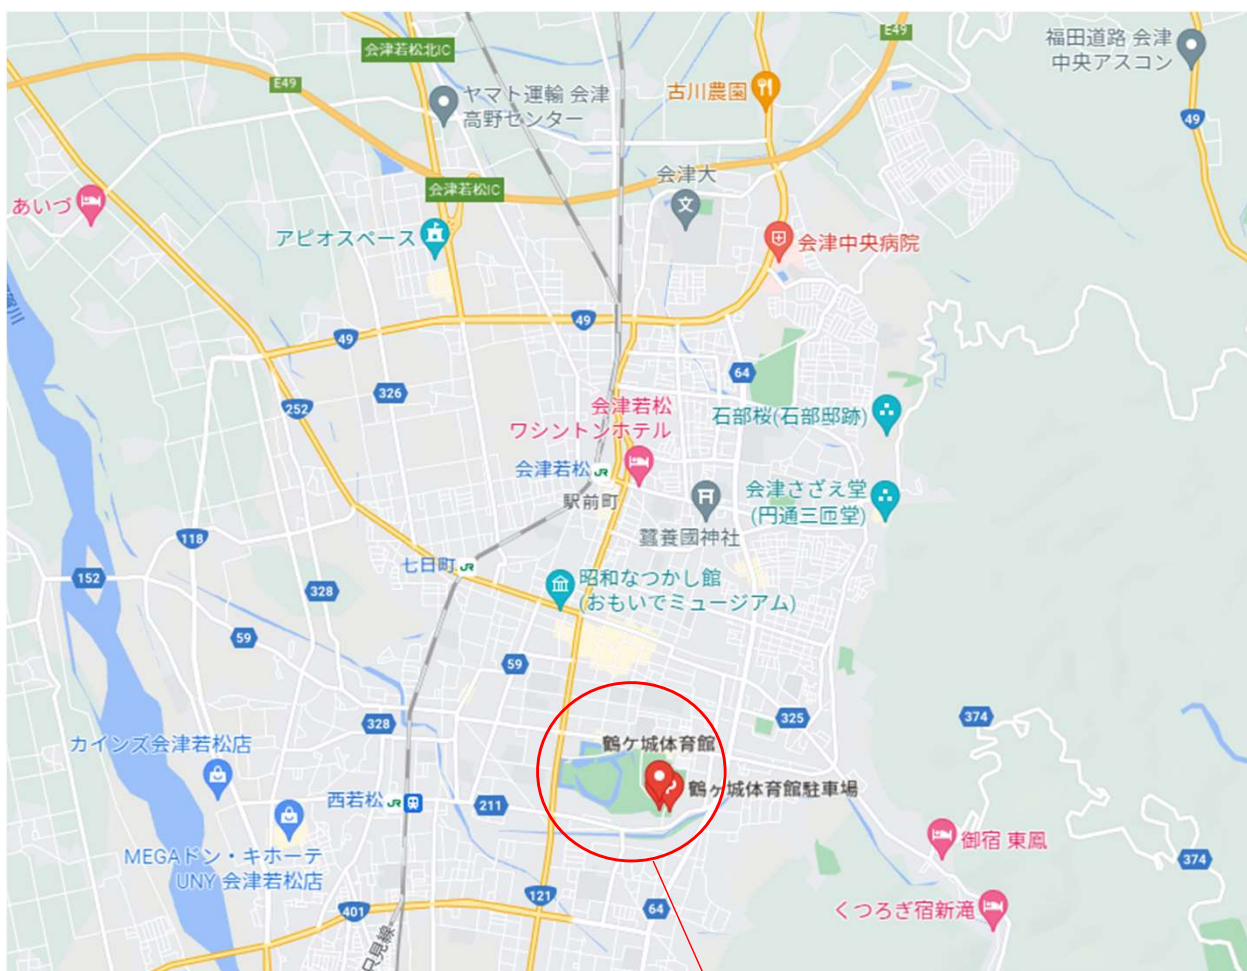 会津若松北IC
E49
福田道路 会津
中央アスコン
E49
ヤマト運輸 会津
高野センター
古川農園
49
会津大
文
会津若松IC
あいづ
アピオスペース
会津中央病院
49
49
64
326
252
会津若松
ワシントンホテル
石部桜(石部邸跡)
会津若松 JR
駅前町
会津さざえ堂
(円通三匝堂)
蠶養國神社
118
七日町 JR
152
328
昭和なつかし館
(おもいでミュージアム)
59
59
328
325
374
鶴ケ城体育館
カインズ会津若松店
鶴ヶ城体育館駐車場
西若松 JR
211
MEGAドン・キホーテ
UNY 会津若松店
御宿 東鳳
374
121
401
64
くつろぎ宿新滝
只見線